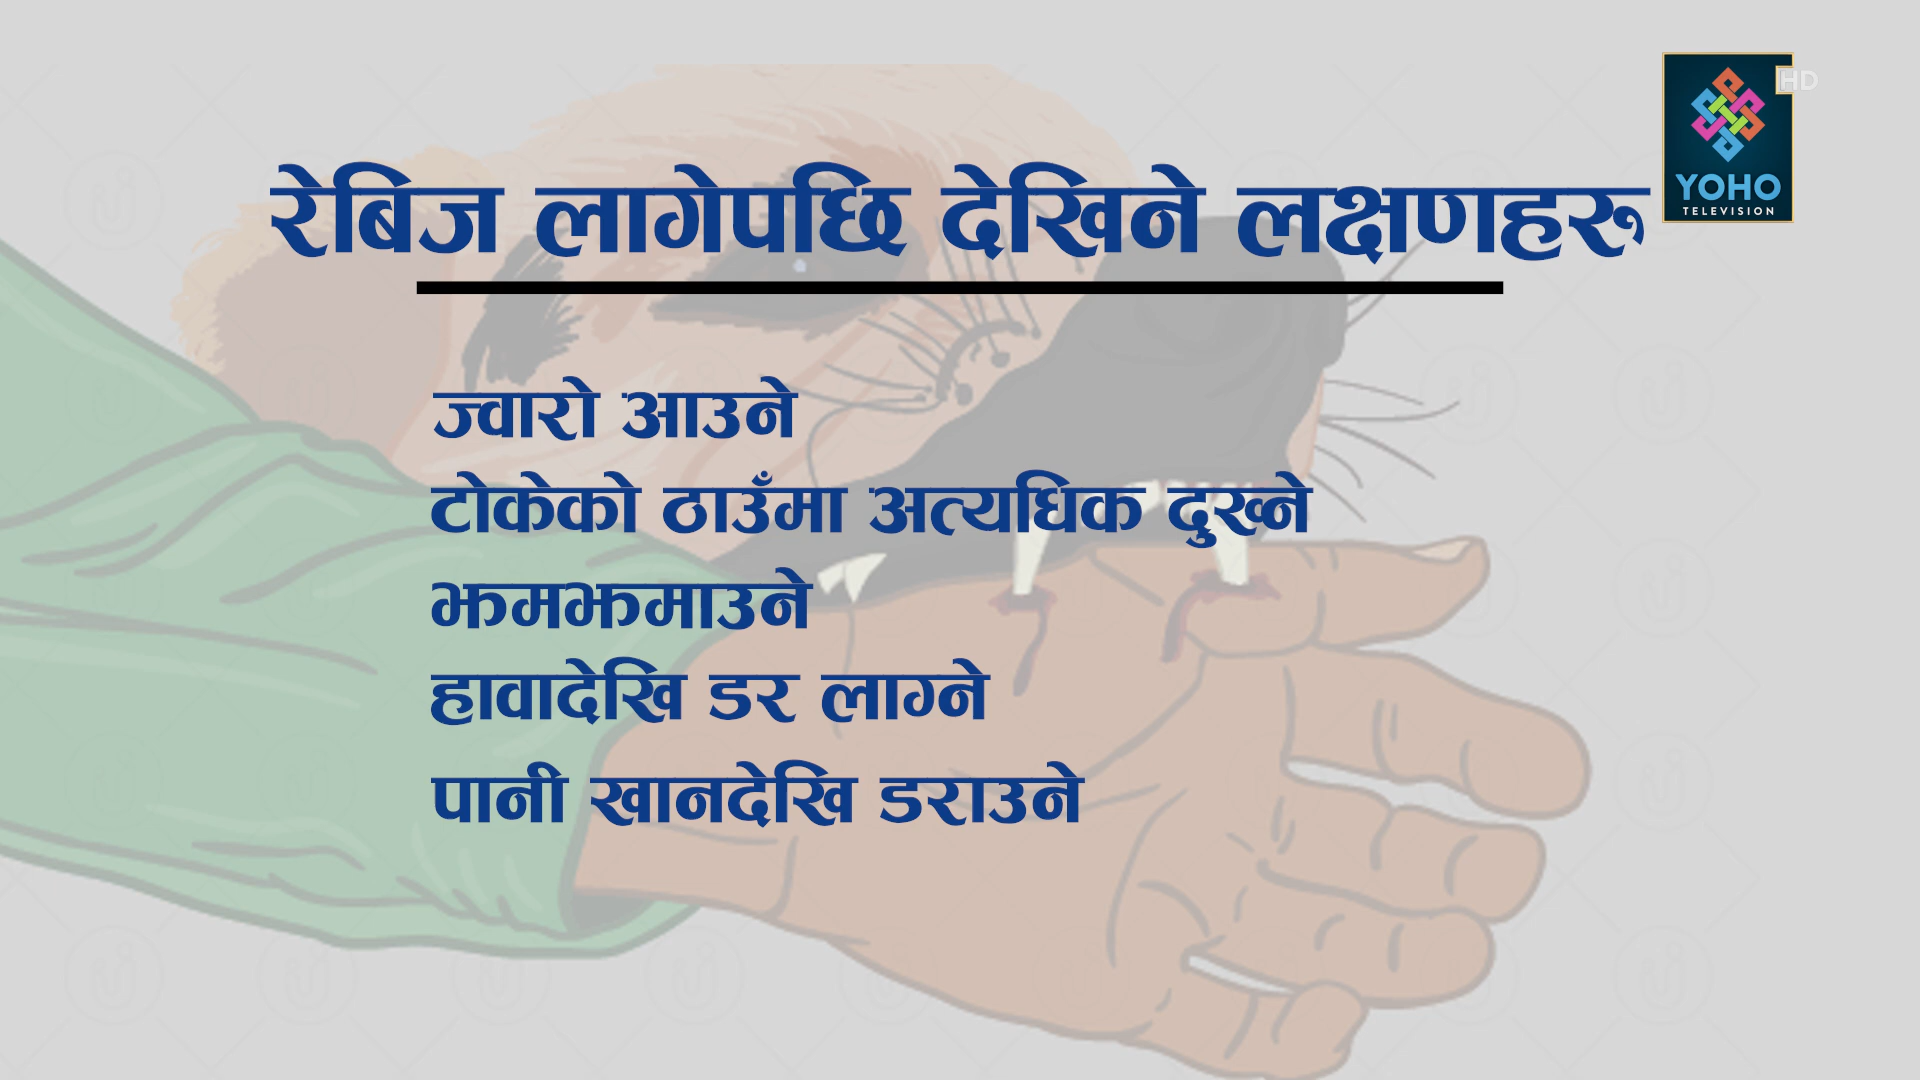 रेबिज लागेपछि देखिने लक्षणहरु
HD
YOHO
TELEVISION
ज्वारो आउने
टोकेको ठाउँमा अत्यधिक दुख्ने
झमझमाउने
हावादेखि डर लाग्ने
पानी खानदेखि डराउने